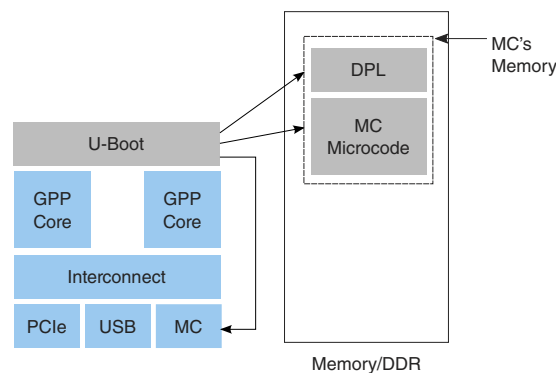 MC's
Memory
DPL
MC
Microcode
U-Boot
GPP
Core
GPP
Core
Interconnect
PCIe
USB
MC
Memory/DDR